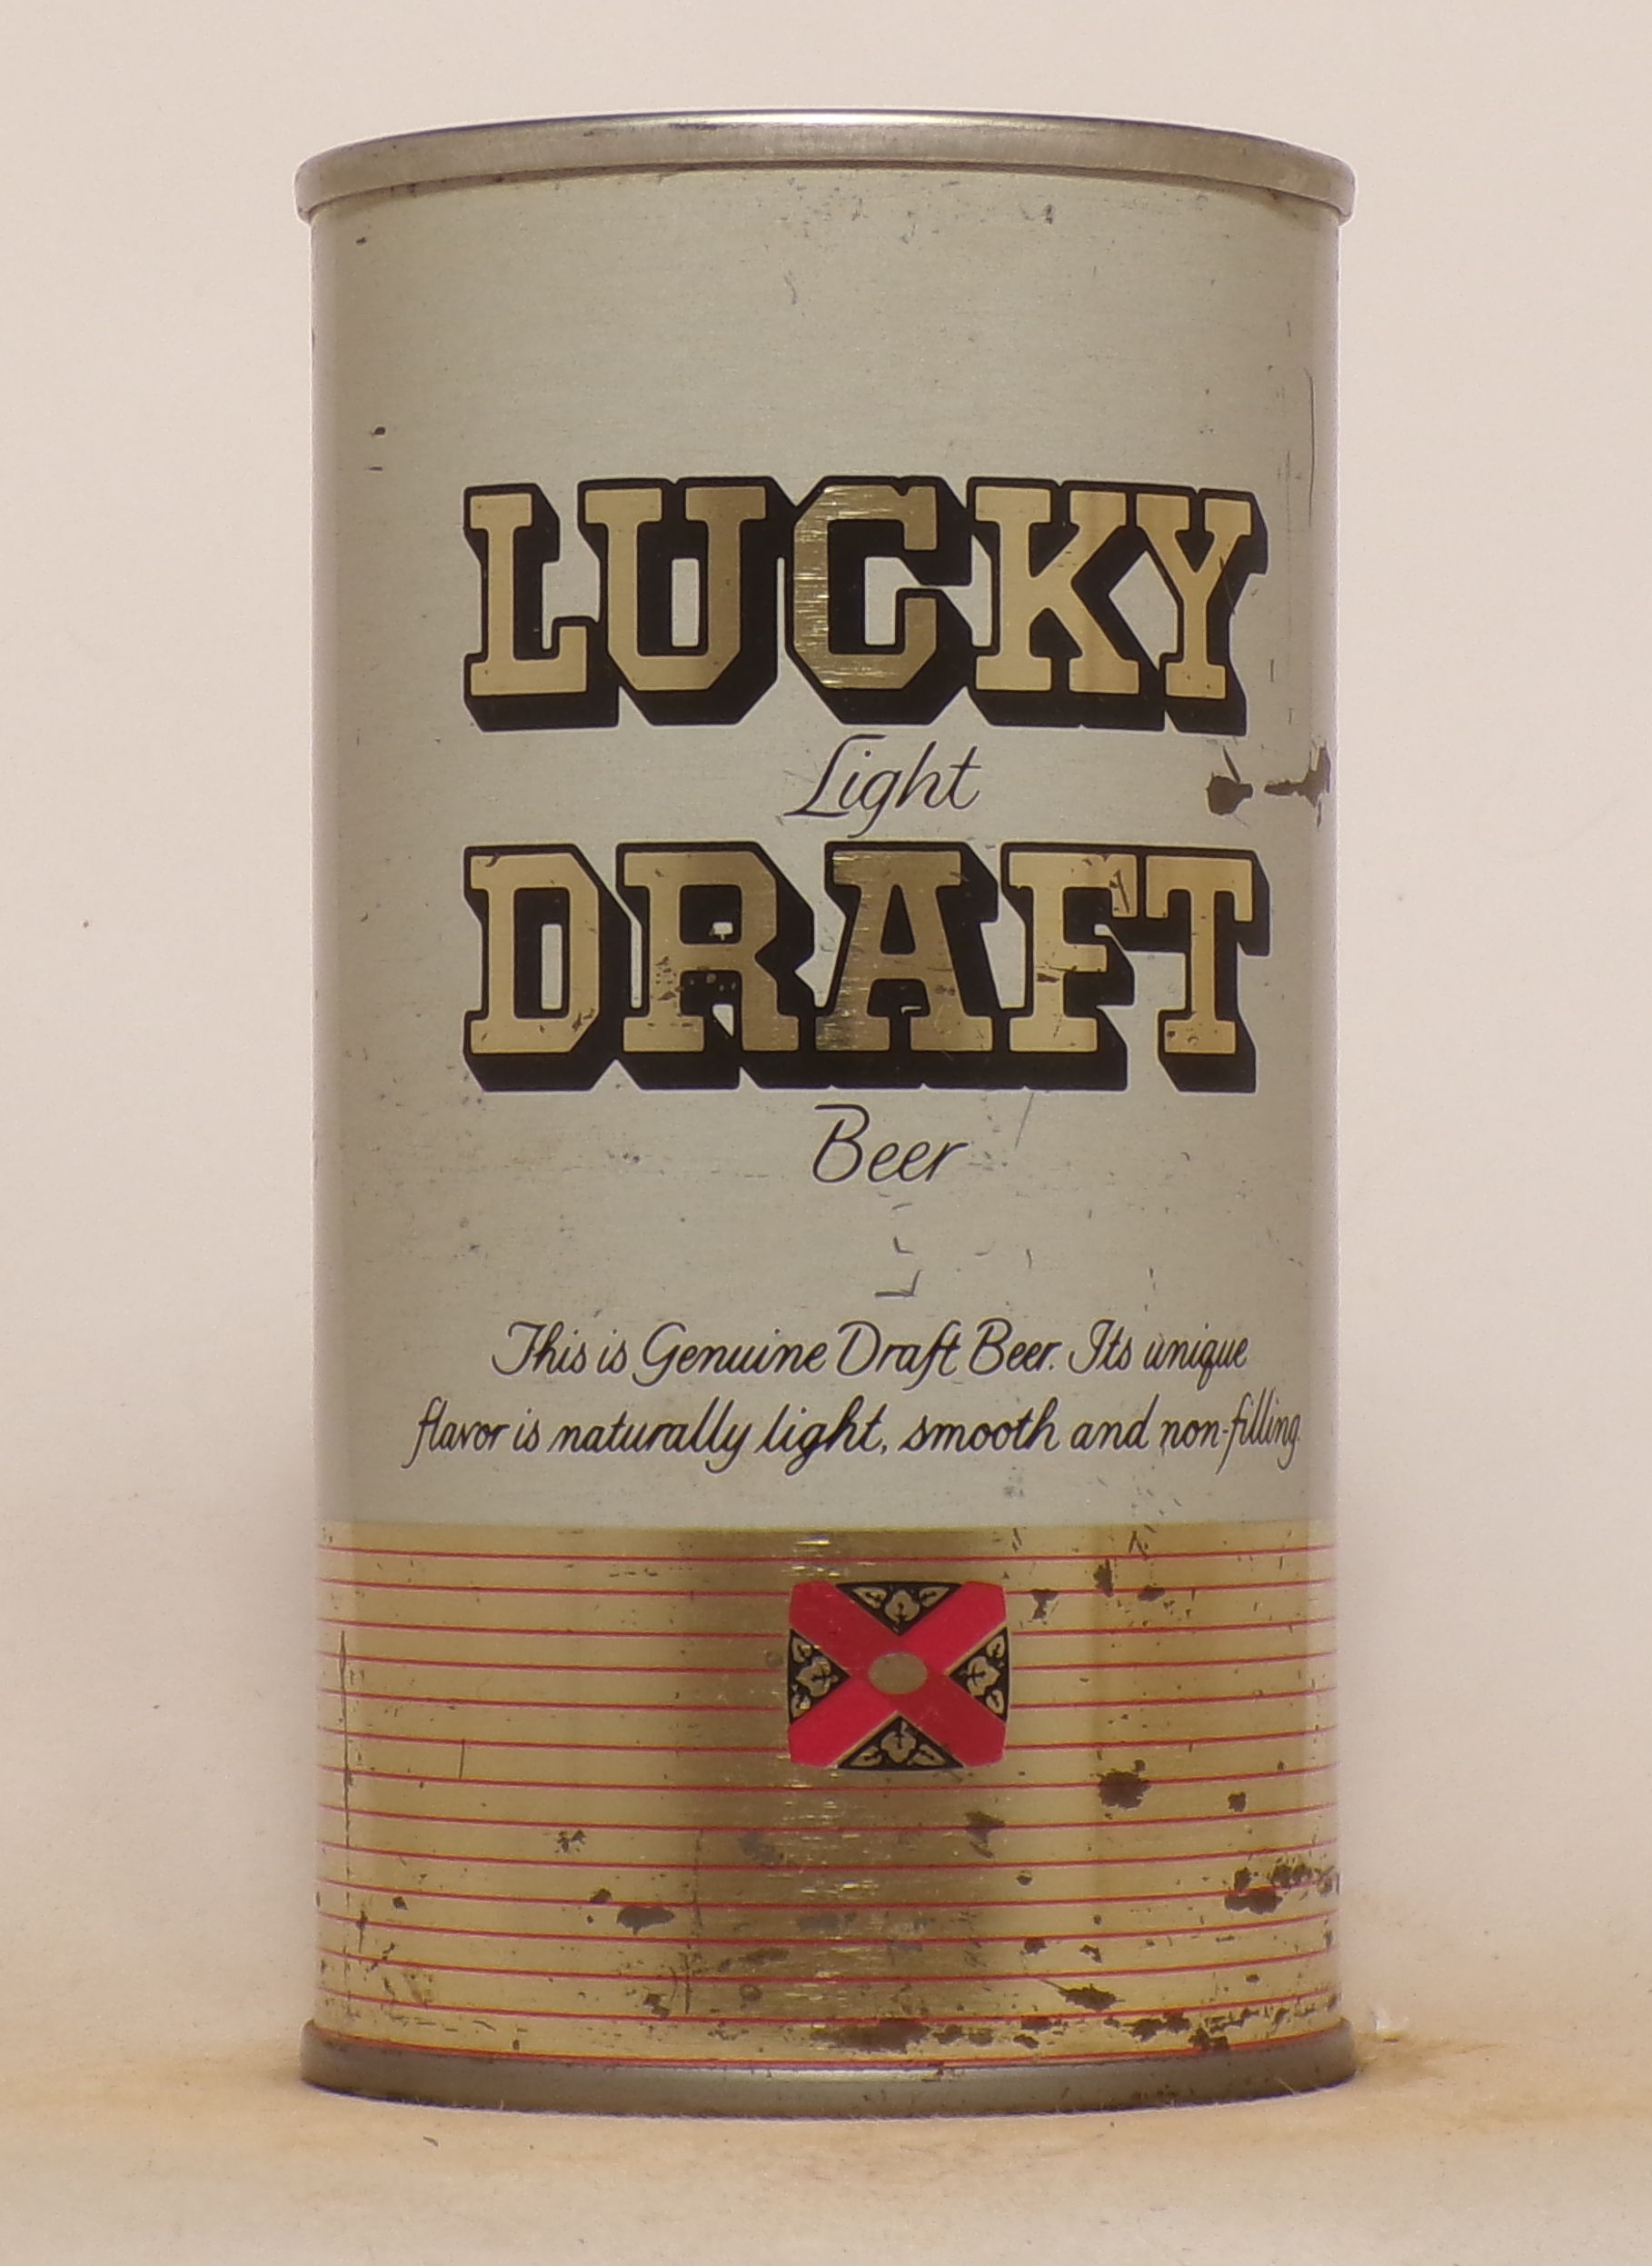 LUCKY
Light
DRAFT
Beer
This is Genuine Draft Beer. Its unique
flavor is naturally light, smooth and non-filling.